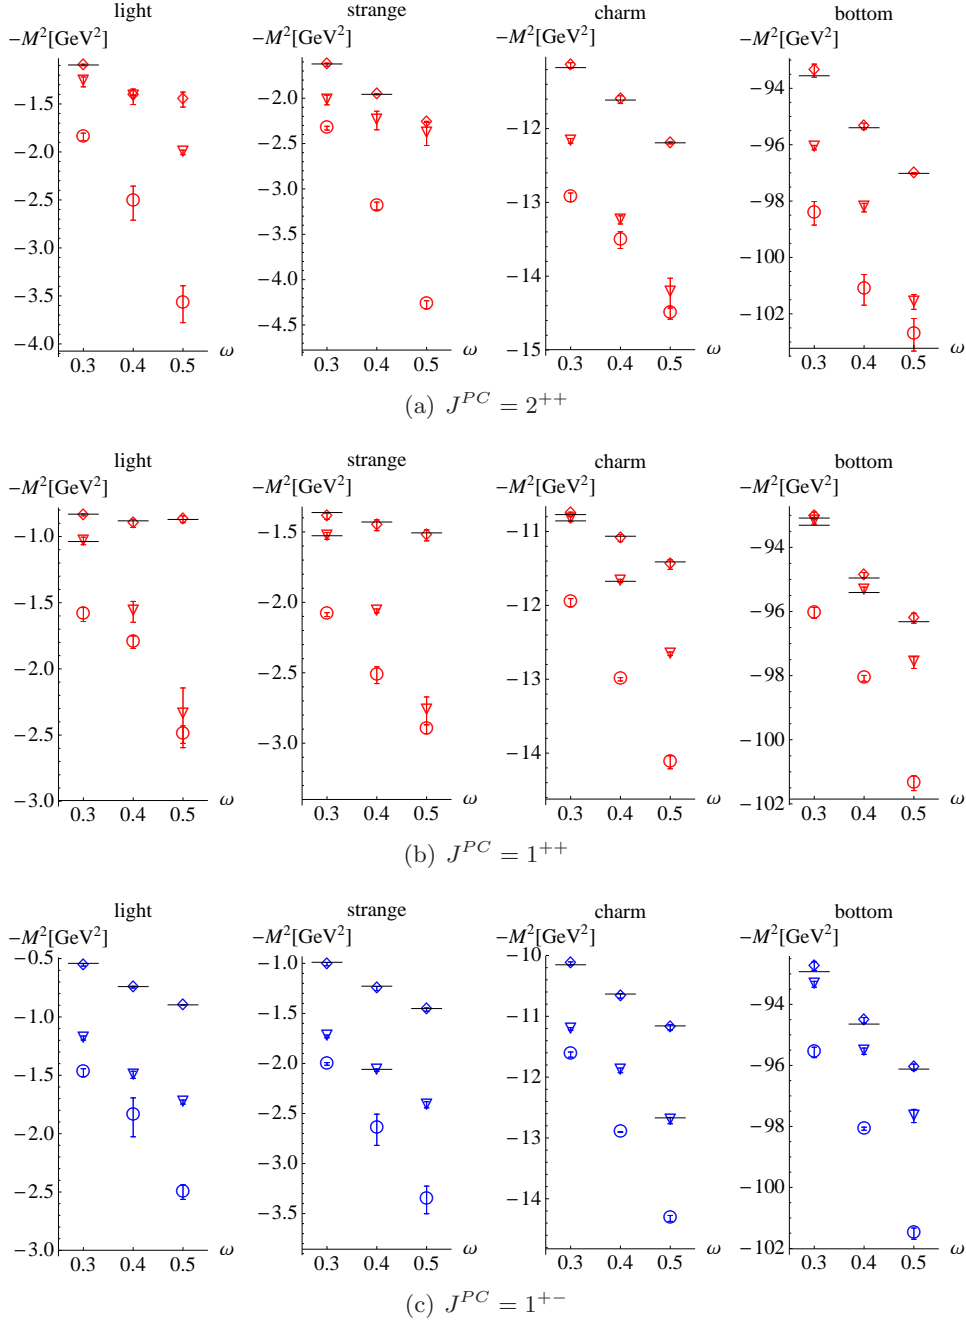 light strange charm bottom
−M²[GeV²] −M²[GeV²] −M²[GeV²] −M²[GeV²]
−1.5 −2.0 −12 −94
−2.0 −2.5 −13 −96
−2.5 −3.0 −14 −98
−3.0 −3.5 −15 −100
−3.5 −4.0 −102
−4.0 −4.5
0.3 0.4 0.5 ω 0.3 0.4 0.5 ω 0.3 0.4 0.5 ω 0.3 0.4 0.5 ω
(a) J^{PC} = 2^{++}
light strange charm bottom
−M²[GeV²] −M²[GeV²] −M²[GeV²] −M²[GeV²]
−1.0 −1.5 −11 −94
−1.5 −2.0 −12 −96
−2.0 −2.5 −13 −98
−2.5 −3.0 −14 −100
−3.0 −102
0.3 0.4 0.5 ω 0.3 0.4 0.5 ω 0.3 0.4 0.5 ω 0.3 0.4 0.5 ω
(b) J^{PC} = 1^{++}
light strange charm bottom
−M²[GeV²] −M²[GeV²] −M²[GeV²] −M²[GeV²]
−0.5 −1.0 −10 −94
−1.0 −1.5 −11 −96
−1.5 −2.0 −12 −98
−2.0 −2.5 −13 −100
−2.5 −3.0 −14 −102
−3.0 −3.5
0.3 0.4 0.5 ω 0.3 0.4 0.5 ω 0.3 0.4 0.5 ω 0.3 0.4 0.5 ω
(c) J^{PC} = 1^{+−}